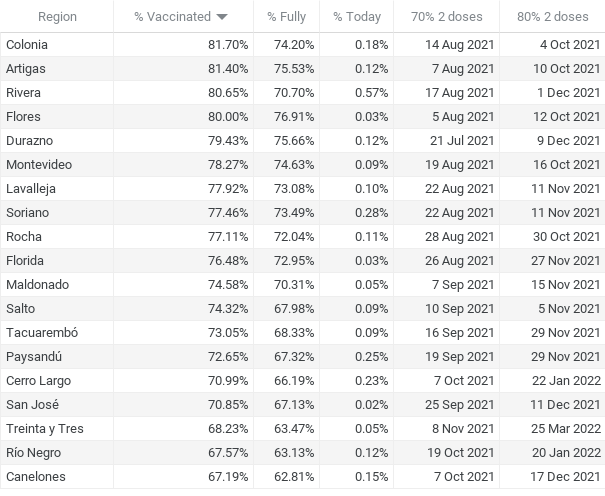 Region % Vaccinated % Fully % Today 70% 2 doses 80% 2 doses
Colonia 81.70% 74.20% 0.18% 14 Aug 2021 4 Oct 2021
Artigas 81.40% 75.53% 0.12% 7 Aug 2021 10 Oct 2021
Rivera 80.65% 70.70% 0.57% 17 Aug 2021 1 Dec 2021
Flores 80.00% 76.91% 0.03% 5 Aug 2021 12 Oct 2021
Durazno 79.43% 75.66% 0.12% 21 Jul 2021 9 Dec 2021
Montevideo 78.27% 74.63% 0.09% 19 Aug 2021 16 Oct 2021
Lavalleja 77.92% 73.08% 0.10% 22 Aug 2021 11 Nov 2021
Soriano 77.46% 73.49% 0.28% 22 Aug 2021 11 Nov 2021
Rocha 77.11% 72.04% 0.11% 28 Aug 2021 30 Oct 2021
Florida 76.48% 72.95% 0.03% 26 Aug 2021 27 Nov 2021
Maldonado 74.58% 70.31% 0.05% 7 Sep 2021 15 Nov 2021
Salto 74.32% 67.98% 0.09% 10 Sep 2021 5 Nov 2021
Tacuarembó 73.05% 68.33% 0.09% 16 Sep 2021 29 Nov 2021
Paysandú 72.65% 67.32% 0.25% 19 Sep 2021 29 Nov 2021
Cerro Largo 70.99% 66.19% 0.23% 7 Oct 2021 22 Jan 2022
San José 70.85% 67.13% 0.02% 25 Sep 2021 11 Dec 2021
Treinta y Tres 68.23% 63.47% 0.05% 8 Nov 2021 25 Mar 2022
Río Negro 67.57% 63.13% 0.12% 19 Oct 2021 20 Jan 2022
Canelones 67.19% 62.81% 0.15% 7 Oct 2021 17 Dec 2021